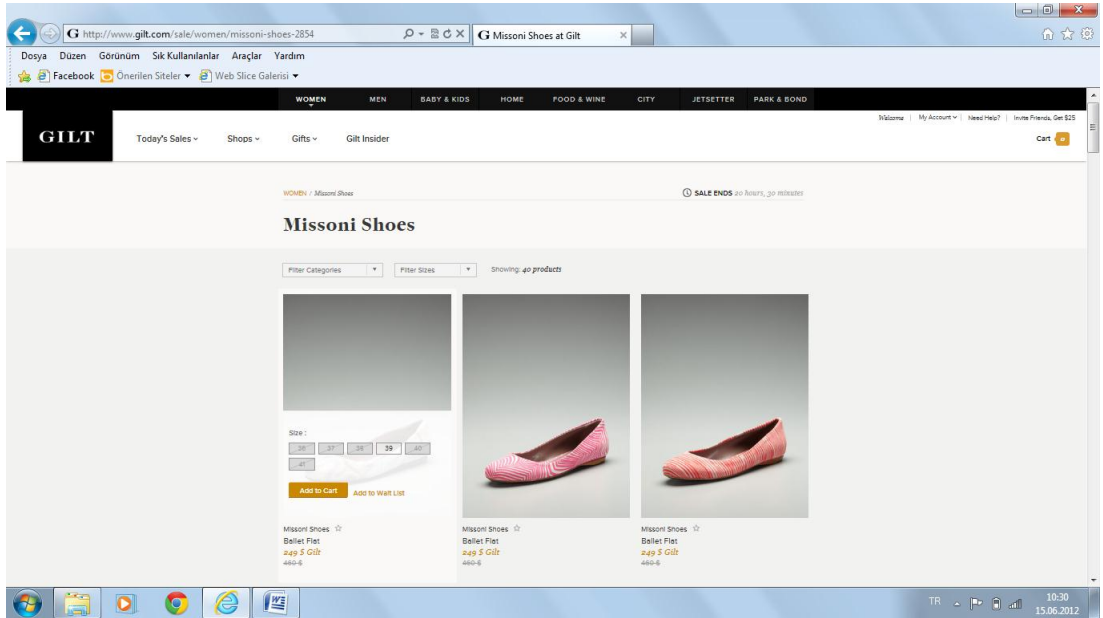 G http://www.gilt.com/sale/women/missoni-shoes-2854
G Missoni Shoes at Gilt
Dosya Düzen Görünüm Sık Kullanılanlar Araçlar Yardım
Facebook Önerilen Siteler Web Slice Galerisi
WOMEN MEN BABY & KIDS HOME FOOD & WINE CITY JETSETTER PARK & BOND
Welcome | My Account | Need Help? | Invite Friends, Get $25
GILT Today's Sales Shops Gifts Gilt Insider Cart
WOMEN / Missoni Shoes SALE ENDS 20 hours, 30 minutes
Missoni Shoes
Filter Categories Filter Sizes Showing: 40 products
Size :
36 37 38 39 40
41
Add to Cart Add to Wait List
Missoni Shoes Missoni Shoes Missoni Shoes
Ballet Flat Ballet Flat Ballet Flat
249 $ Gilt 249 $ Gilt 249 $ Gilt
460 $ 460 $ 460 $
TR 10:30
15.06.2012